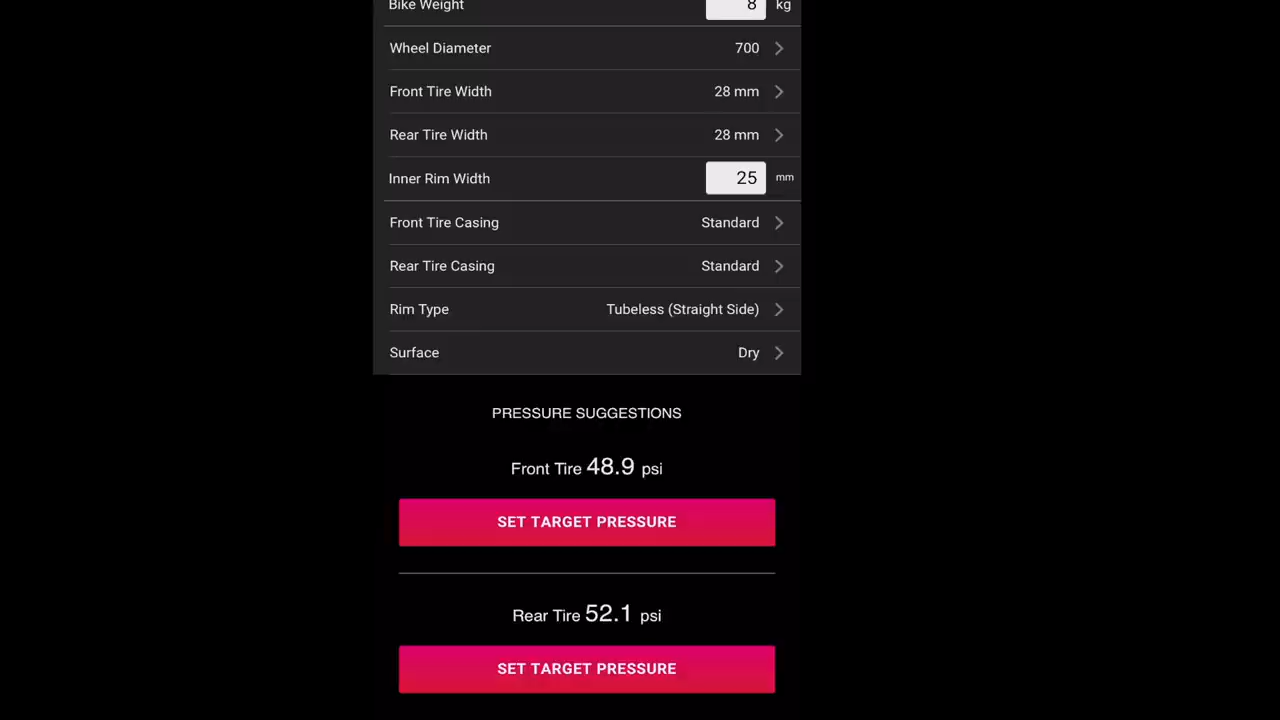 Bike Weight 8 kg
Wheel Diameter 700
Front Tire Width 28 mm
Rear Tire Width 28 mm
Inner Rim Width 25 mm
Front Tire Casing Standard
Rear Tire Casing Standard
Rim Type Tubeless (Straight Side)
Surface Dry
PRESSURE SUGGESTIONS
Front Tire 48.9 psi
SET TARGET PRESSURE
Rear Tire 52.1 psi
SET TARGET PRESSURE